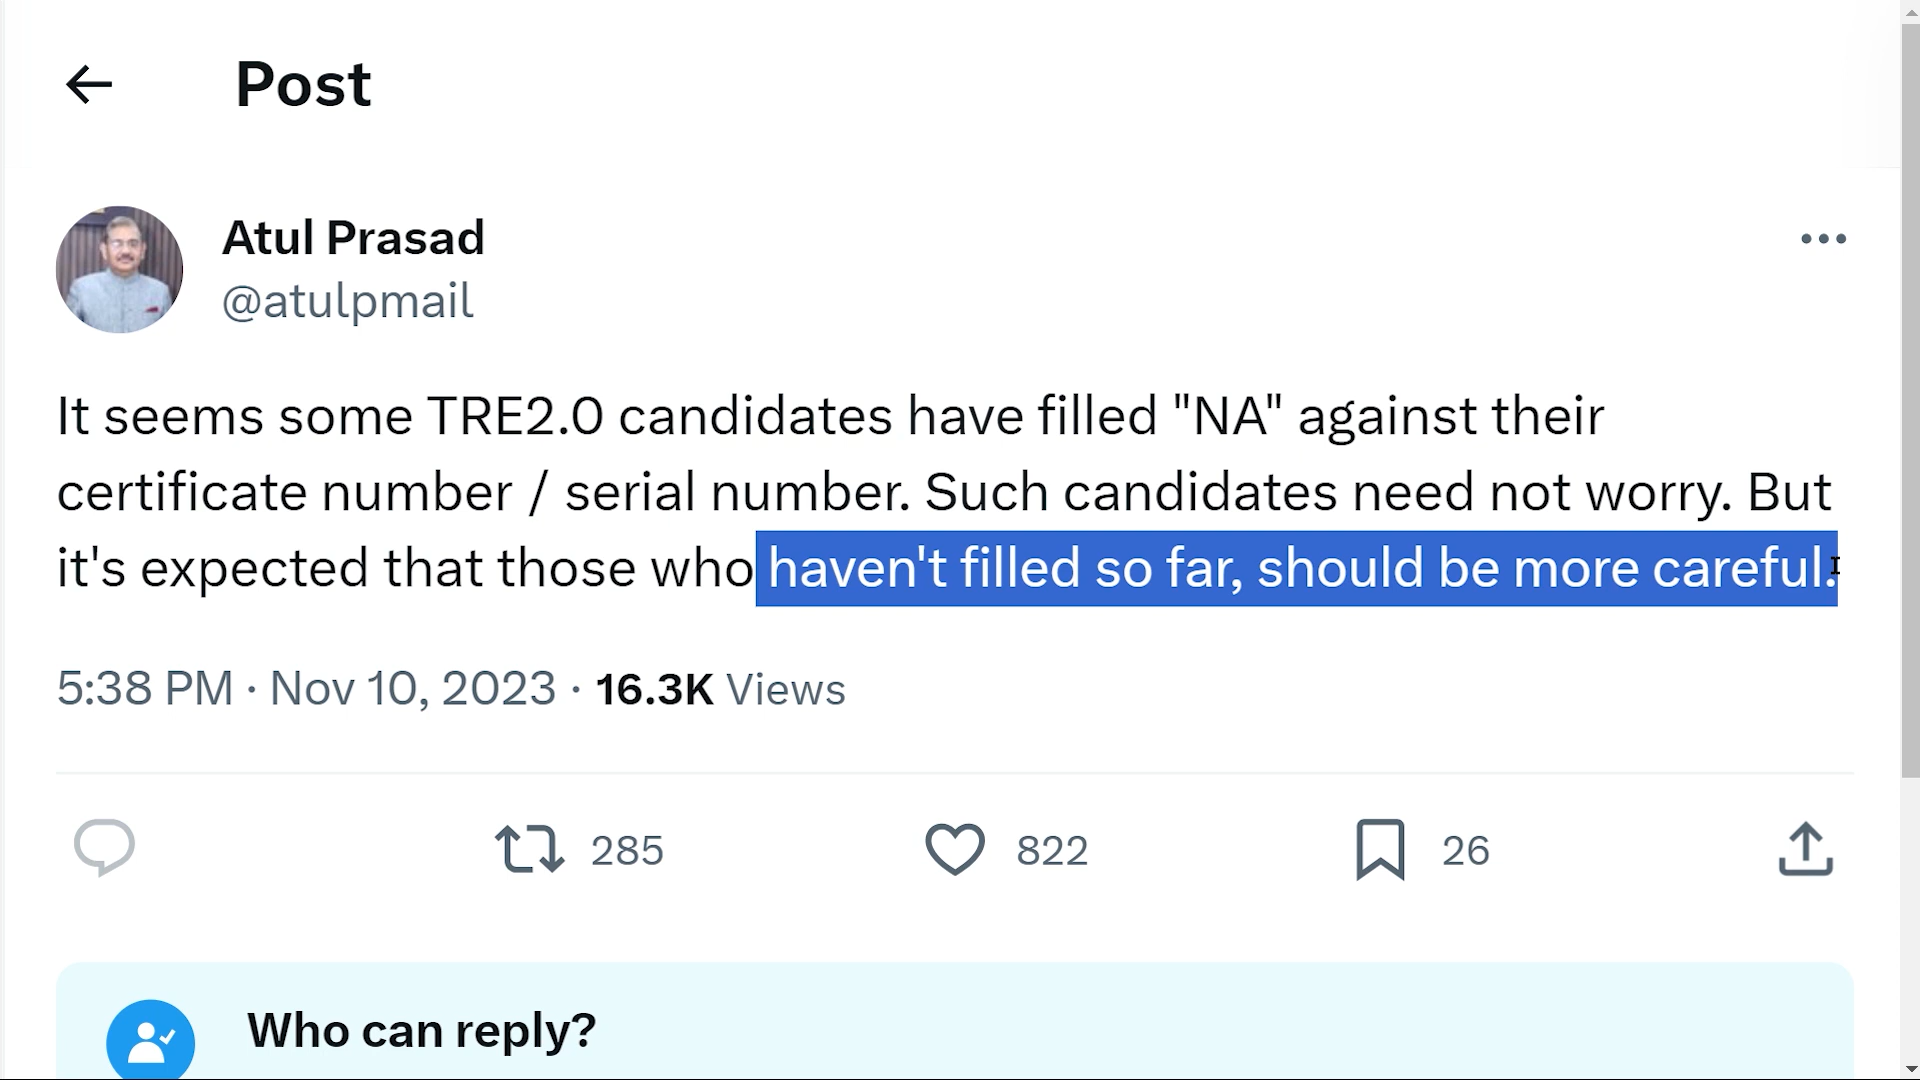 Post
Atul Prasad
@atulpmail
It seems some TRE2.0 candidates have filled "NA" against their
certificate number / serial number. Such candidates need not worry. But
it's expected that those who haven't filled so far, should be more careful.
5:38 PM · Nov 10, 2023 · 16.3K Views
285 822 26
Who can reply?